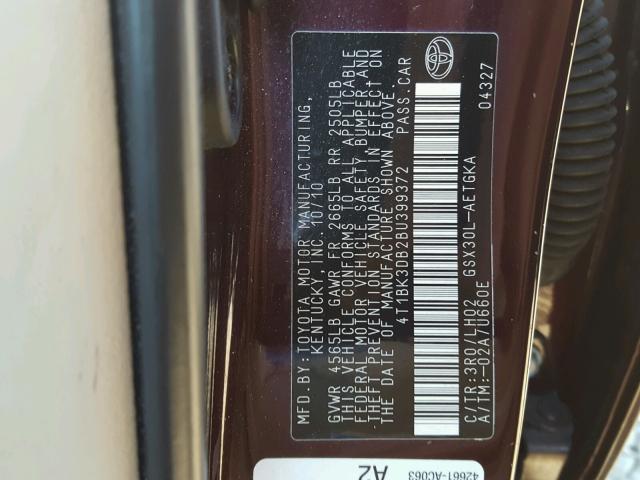 MFD BY: TOYOTA MOTOR MANUFACTURING,
KENTUCKY, INC. 10/10
GVWR 4565LB GAWR FR 2665LB RR 2505LB
THIS VEHICLE CONFORMS TO ALL APPLICABLE
FEDERAL MOTOR VEHICLE SAFETY, BUMPER AND
THEFT PREVENTION STANDARDS IN EFFECT ON
THE DATE OF MANUFACTURE SHOWN ABOVE.
4T1BK3DB2BU399372 PASS.CAR
C/TR:3R0/LH02 GSX30L-AETGKA
A/TM:-02A/U660E 04327
42661-AC063
A2